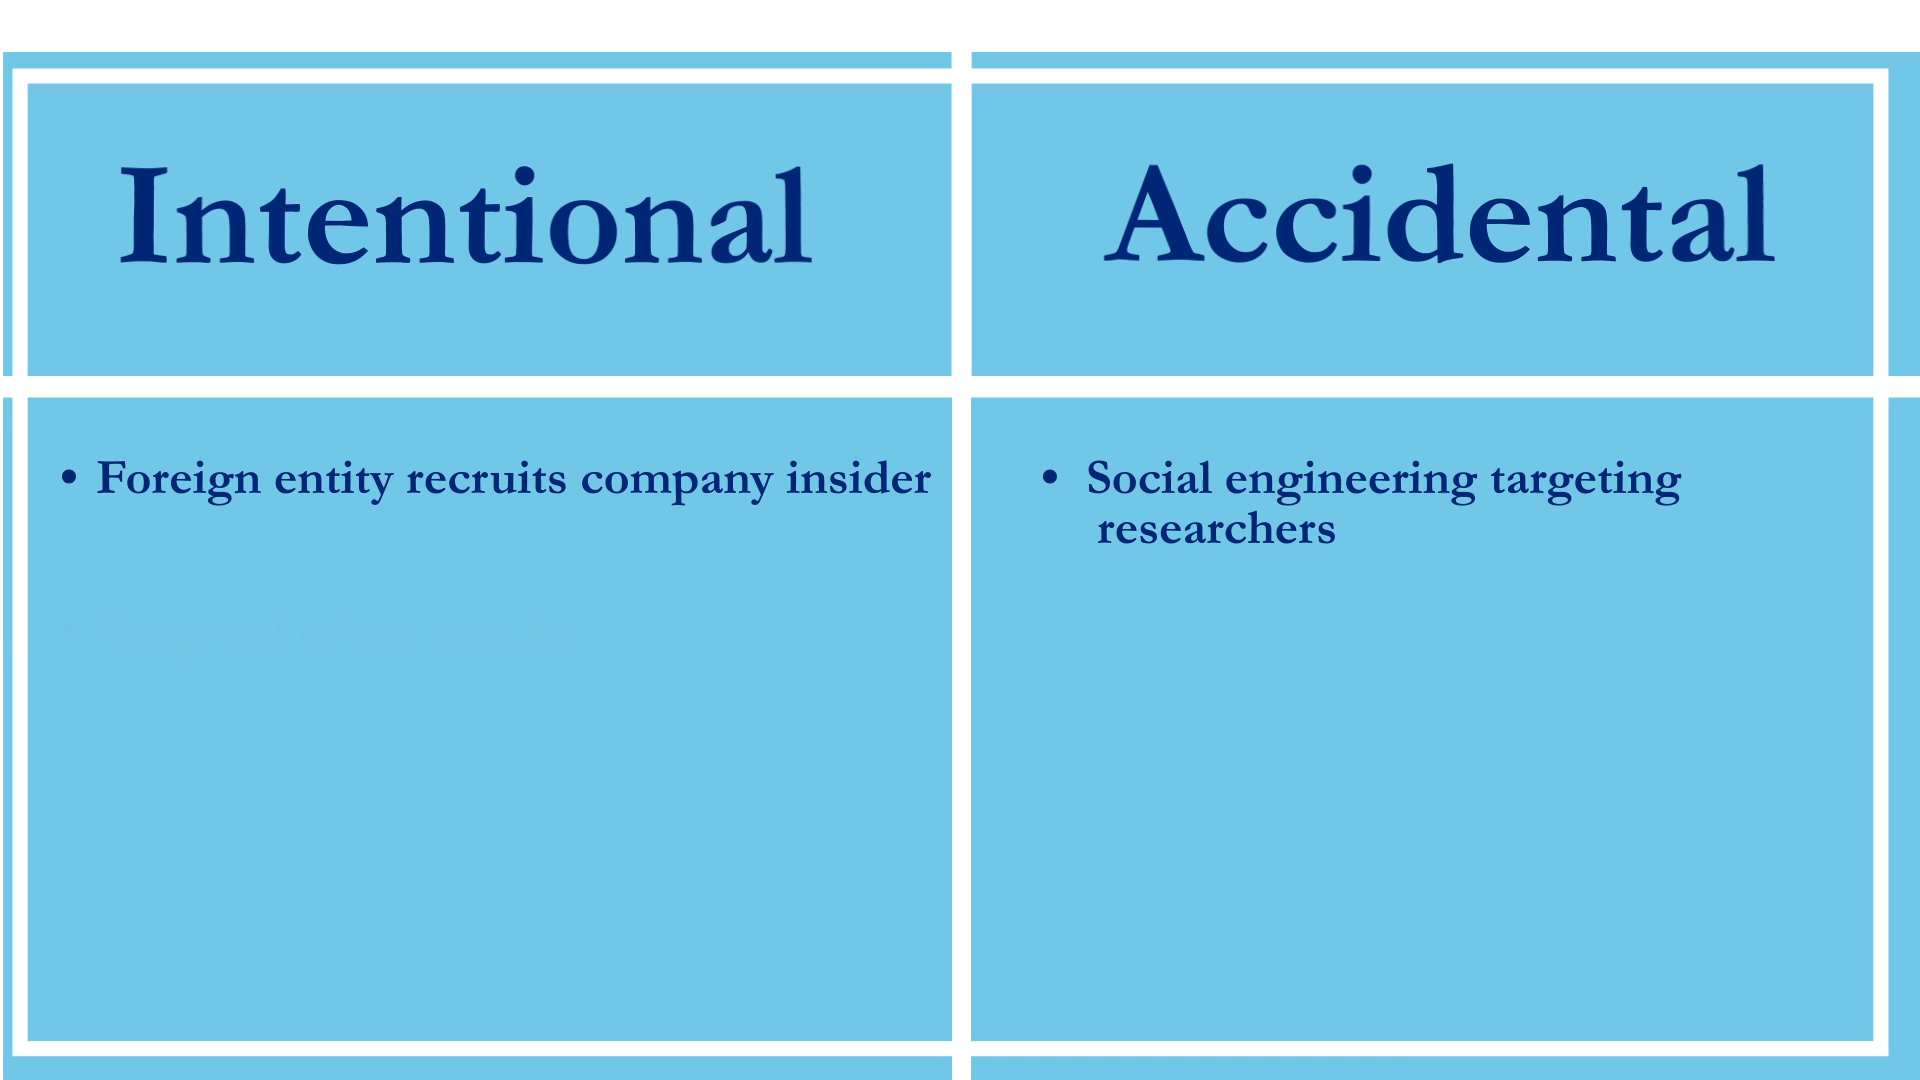 Intentional
Accidental
• Foreign entity recruits company insider
• Social engineering targeting
researchers